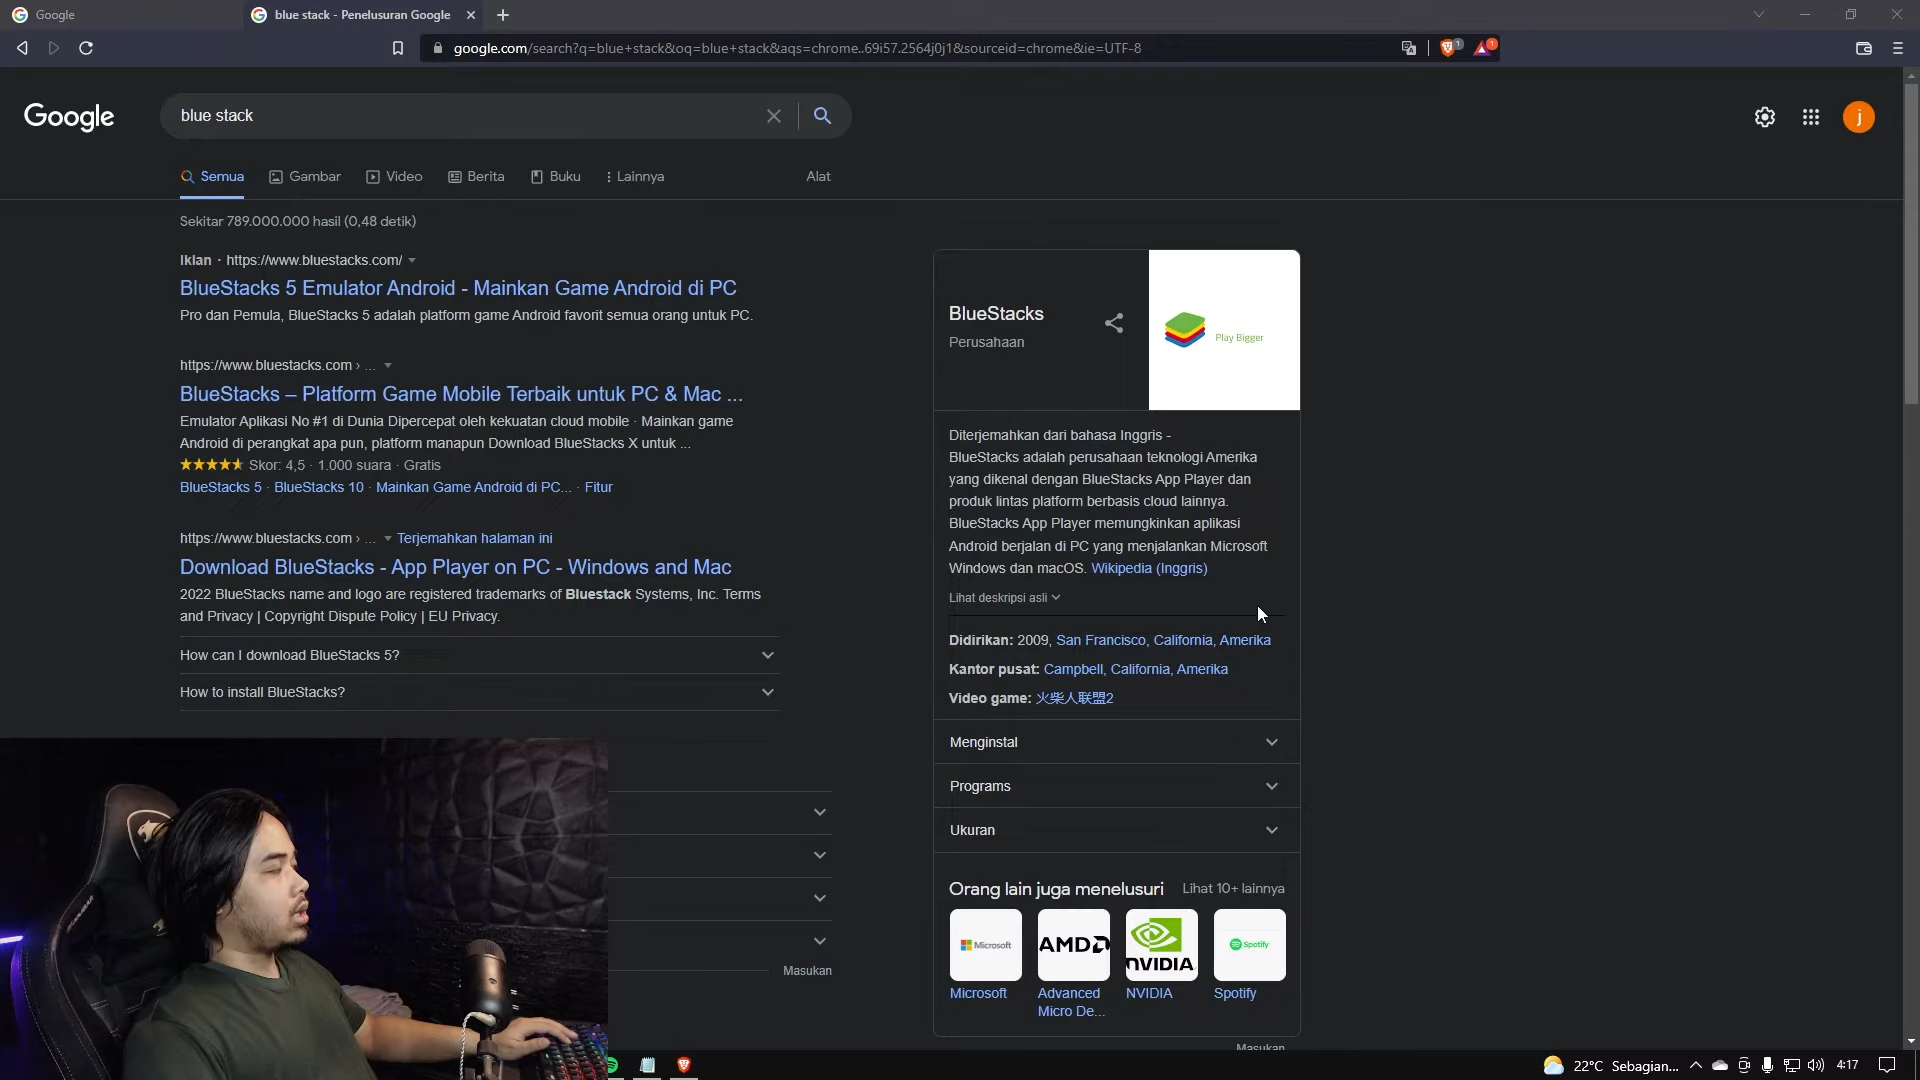 Google
blue stack - Penelusuran Google
google.com/search?q=blue+stack&oq=blue+stack&aqs=chrome..69i57.2564j0j1&sourceid=chrome&ie=UTF-8
1
1
Google
blue stack
j
Semua
Gambar
Video
Berita
Buku
Lainnya
Alat
Sekitar 789.000.000 hasil (0,48 detik)
Iklan · https://www.bluestacks.com/
BlueStacks 5 Emulator Android - Mainkan Game Android di PC
Pro dan Pemula, BlueStacks 5 adalah platform game Android favorit semua orang untuk PC.
https://www.bluestacks.com › ...
BlueStacks – Platform Game Mobile Terbaik untuk PC & Mac ...
Emulator Aplikasi No #1 di Dunia Dipercepat oleh kekuatan cloud mobile · Mainkan game
Android di perangkat apa pun, platform manapun Download BlueStacks X untuk ...
Skor: 4,5 · 1.000 suara · Gratis
BlueStacks 5 · BlueStacks 10 · Mainkan Game Android di PC... · Fitur
https://www.bluestacks.com › ... Terjemahkan halaman ini
Download BlueStacks - App Player on PC - Windows and Mac
2022 BlueStacks name and logo are registered trademarks of Bluestack Systems, Inc. Terms
and Privacy | Copyright Dispute Policy | EU Privacy.
How can I download BlueStacks 5?
How to install BlueStacks?
Masukan
BlueStacks
Perusahaan
Play Bigger
Diterjemahkan dari bahasa Inggris -
BlueStacks adalah perusahaan teknologi Amerika
yang dikenal dengan BlueStacks App Player dan
produk lintas platform berbasis cloud lainnya.
BlueStacks App Player memungkinkan aplikasi
Android berjalan di PC yang menjalankan Microsoft
Windows dan macOS. Wikipedia (Inggris)
Lihat deskripsi asli
Didirikan: 2009, San Francisco, California, Amerika
Kantor pusat: Campbell, California, Amerika
Video game: 火柴人联盟2
Menginstal
Programs
Ukuran
Orang lain juga menelusuri
Lihat 10+ lainnya
Microsoft
AMD
NVIDIA
Spotify
Microsoft
Advanced
Micro De...
NVIDIA
Spotify
Masukan
22°C Sebagian...
4:17